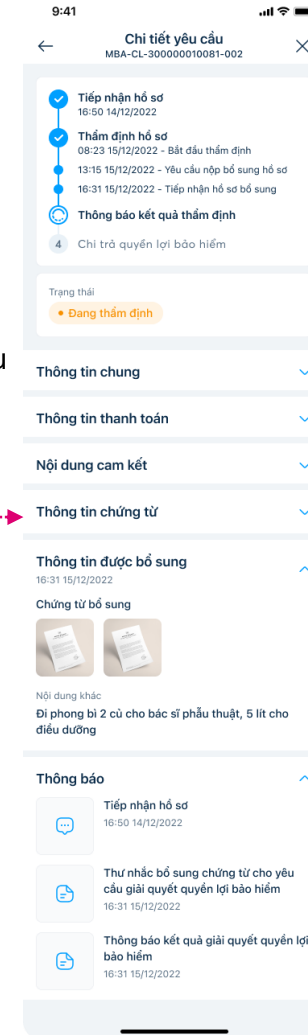 9:41
Chi tiết yêu cầu
MBA-CL-300000010081-002
Tiếp nhận hồ sơ
16:50 14/12/2022
Thẩm định hồ sơ
08:23 15/12/2022 - Bắt đầu thẩm định
13:15 15/12/2022 - Yêu cầu nộp bổ sung hồ sơ
16:31 15/12/2022 - Tiếp nhận hồ sơ bổ sung
Thông báo kết quả thẩm định
4 Chi trả quyền lợi bảo hiểm
Trạng thái
Đang thẩm định
u
Thông tin chung
Thông tin thanh toán
Nội dung cam kết
Thông tin chứng từ
Thông tin được bổ sung
16:31 15/12/2022
Chứng từ bổ sung
Nội dung khác
Đi phong bì 2 củ cho bác sĩ phẫu thuật, 5 lít cho
điều dưỡng
Thông báo
Tiếp nhận hồ sơ
16:50 14/12/2022
Thư nhắc bổ sung chứng từ cho yêu
cầu giải quyết quyền lợi bảo hiểm
16:31 15/12/2022
Thông báo kết quả giải quyết quyền lợi
bảo hiểm
16:31 15/12/2022